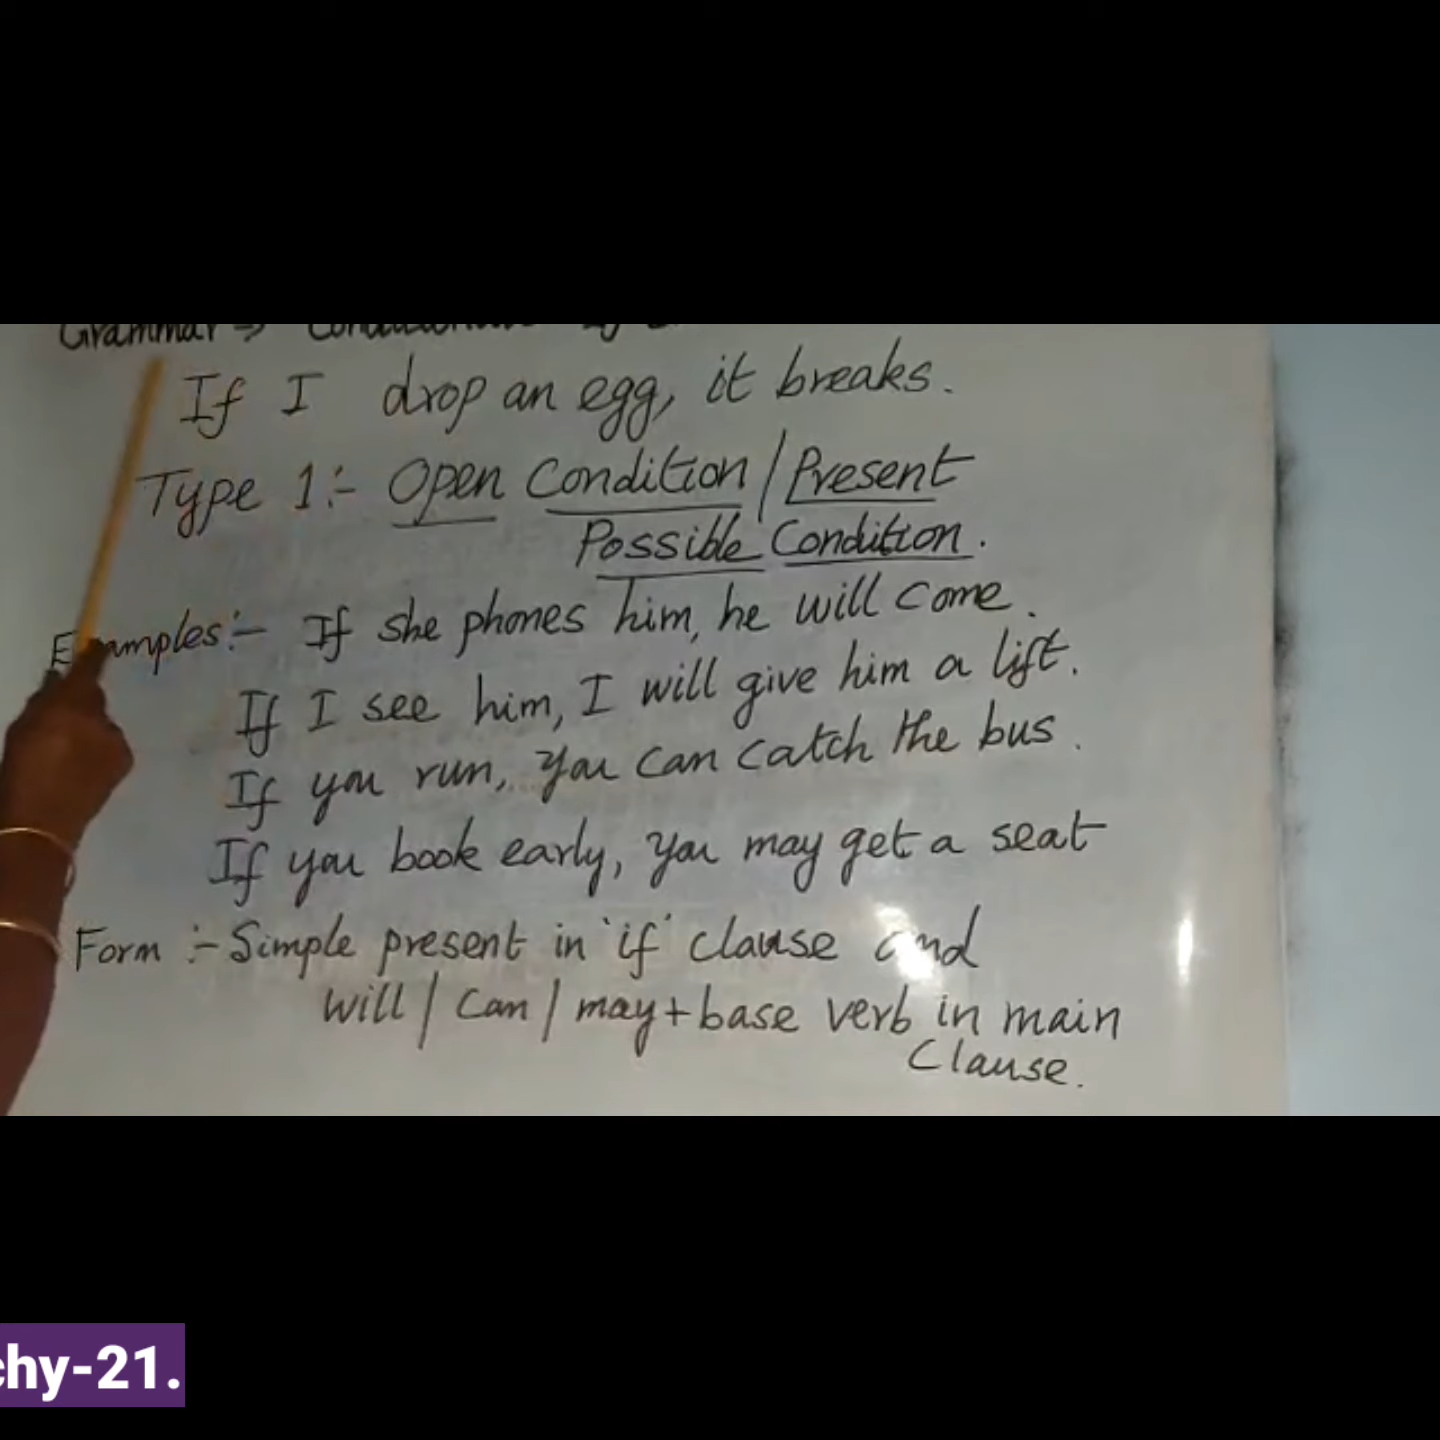 Grammar →
If I drop an egg, it breaks.
Type 1:- Open Condition / Present
Possible Condition.
Examples:- If she phones him, he will come.
If I see him, I will give him a lift.
If you run, you can catch the bus.
If you book early, you may get a seat
Form :- Simple present in 'if' clause and
will / can / may + base verb in main
Clause.
chy-21.